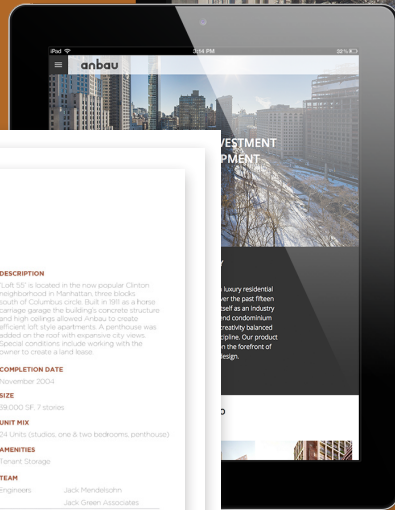 iPad
2:14 PM
22%
anbau
VESTMENT
PMENT
luxury residential
ver the past fifteen
tself as an industry
nd condominium
creativity balanced
cipline. Our product
n the forefront of
design.
DESCRIPTION
'Loft 55' is located in the now popular Clinton
neighborhood in Manhattan, three blocks
south of Columbus circle. Built in 1911 as a horse
carriage garage the building's concrete structure
and high ceilings allowed Anbau to create
efficient loft style apartments. A penthouse was
added on the roof with expansive city views.
Special conditions include working with the
owner to create a land lease.
COMPLETION DATE
November 2004
SIZE
39,000 SF, 7 stories
UNIT MIX
24 Units (studios, one & two bedrooms, penthouse)
AMENITIES
Tenant Storage
TEAM
Engineers Jack Mendelsohn
Jack Green Associates